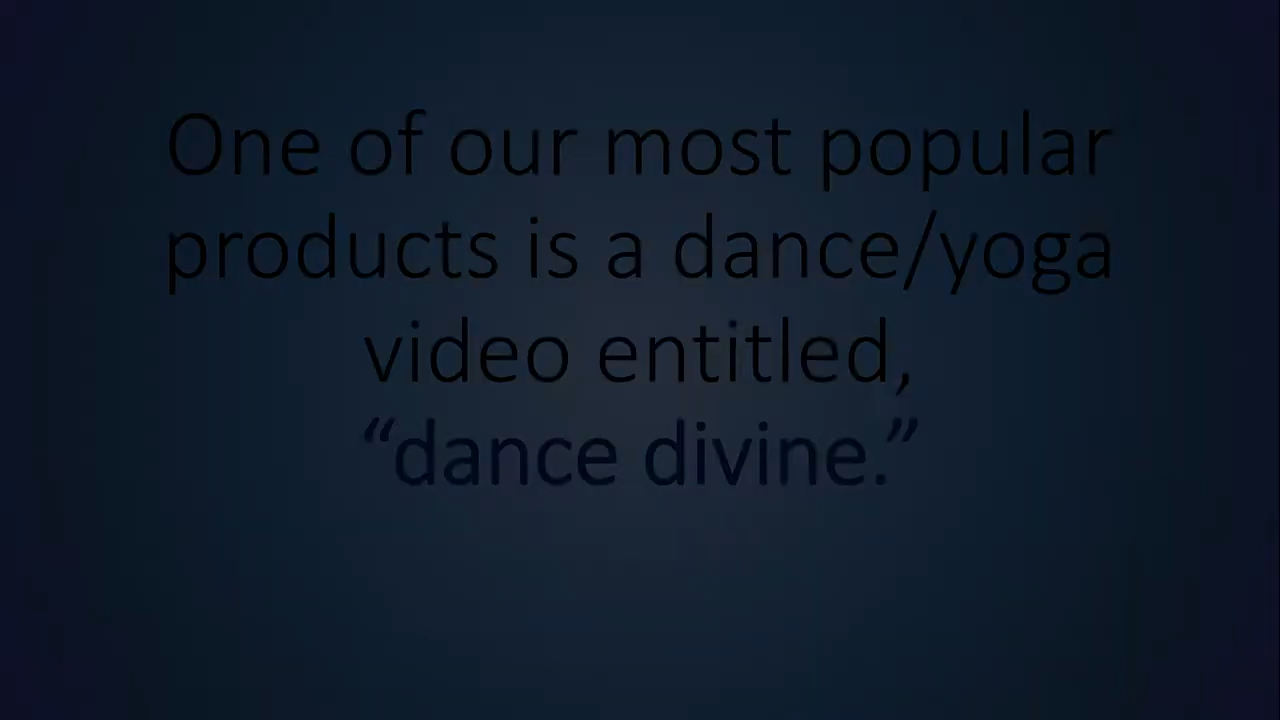 One of our most popular
products is a dance/yoga
video entitled,
“dance divine.”